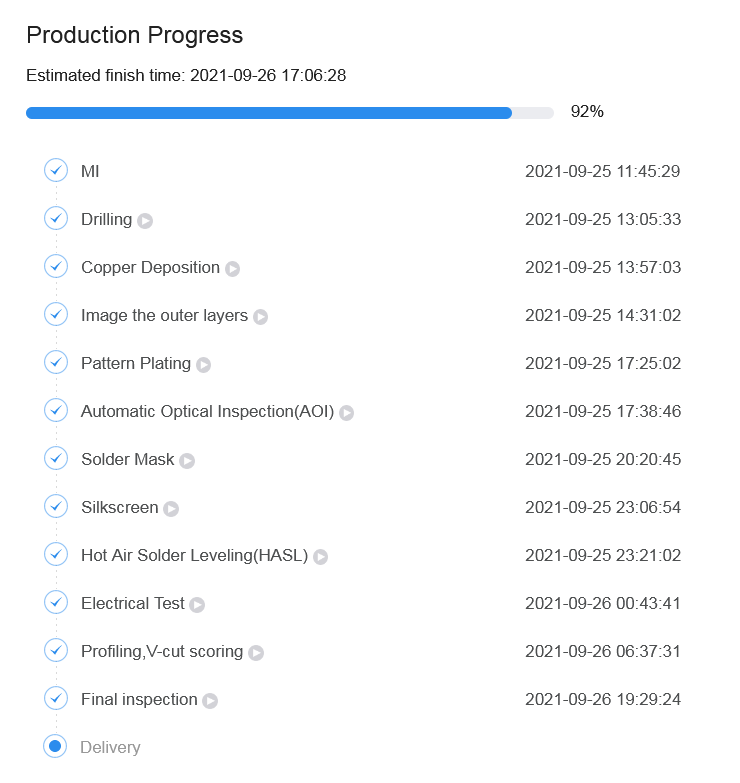 Production Progress
Estimated finish time: 2021-09-26 17:06:28
92%
MI 2021-09-25 11:45:29
Drilling 2021-09-25 13:05:33
Copper Deposition 2021-09-25 13:57:03
Image the outer layers 2021-09-25 14:31:02
Pattern Plating 2021-09-25 17:25:02
Automatic Optical Inspection(AOI) 2021-09-25 17:38:46
Solder Mask 2021-09-25 20:20:45
Silkscreen 2021-09-25 23:06:54
Hot Air Solder Leveling(HASL) 2021-09-25 23:21:02
Electrical Test 2021-09-26 00:43:41
Profiling,V-cut scoring 2021-09-26 06:37:31
Final inspection 2021-09-26 19:29:24
Delivery